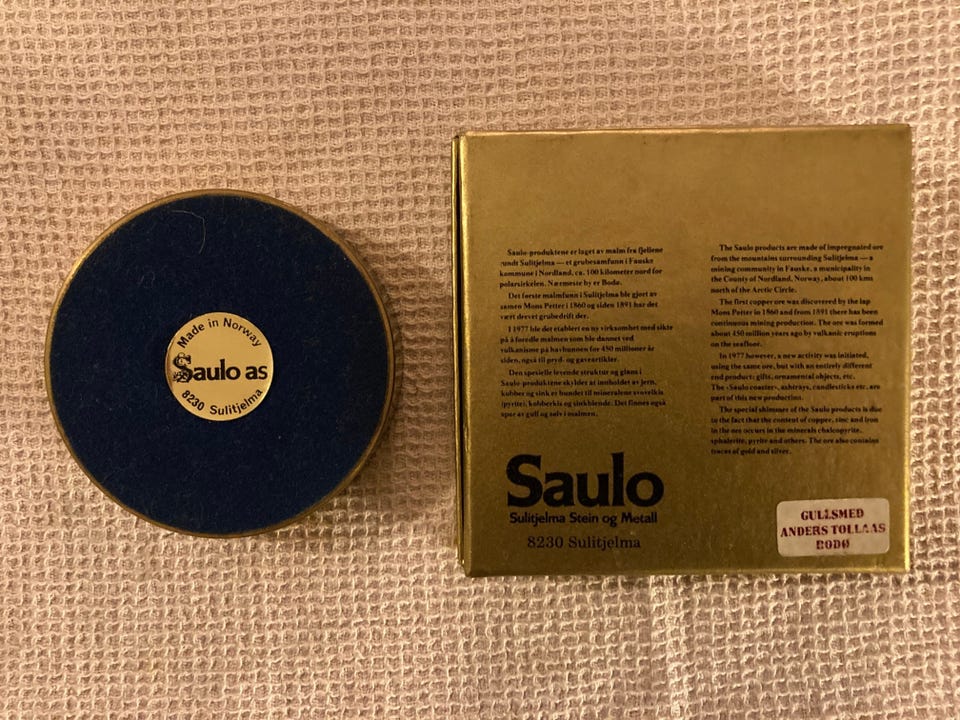 Made in Norway
Saulo as
8230 Sulitjelma
Saulo-produktene er laget av malm fra fjellene
rundt Sulitjelma — et grubesamfunn i Fauske
kommune i Nordland, ca. 100 kilometer nord for
polarsirkelen. Nærmeste by er Bodø.
Det første malmfunn i Sulitjelma ble gjort av
samen Mons Petter i 1860 og siden 1891 har det
vært drevet grubedrift der.
I 1977 ble det etablert en ny virksomhet med sikte
på å foredle malmen som ble dannet ved
vulkanisme på havbunnen for 450 millioner år
siden, også til pryd- og gaveartikler.
Den spesielle levende struktur og glans i
Saulo-produktene skyldes at innholdet av jern,
kobber og sink er bundet til mineralene svovelkis
(pyrite), kobberkis og sinkblende. Det finnes også
spor av gull og sølv i malmen.
The Saulo products are made of impregnated ore
from the mountains surrounding Sulitjelma — a
mining community in Fauske, a municipality in
the County of Nordland, Norway, about 100 kms
north of the Arctic Circle.
The first copper ore was discovered by the lap
Mons Petter in 1860 and from 1891 there has been
continuous mining production. The ore was formed
about 450 million years ago by vulkanic eruptions
on the seafloor.
In 1977 however, a new activity was initiated,
using the same ore, but with an entirely different
end product: gifts, ornamental objects, etc.
The «Saulo coaster», ashtrays, candlesticks etc. are
part of this new production.
The special shimmer of the Saulo products is due
to the fact that the content of copper, zinc and iron
in the ore occurs in the minerals chalcopyrite,
sphalerite, pyrite and others. The ore also contains
traces of gold and silver.
Saulo
Sulitjelma Stein og Metall
8230 Sulitjelma
GULLSMED
ANDERS TOLLAAS
BODØ